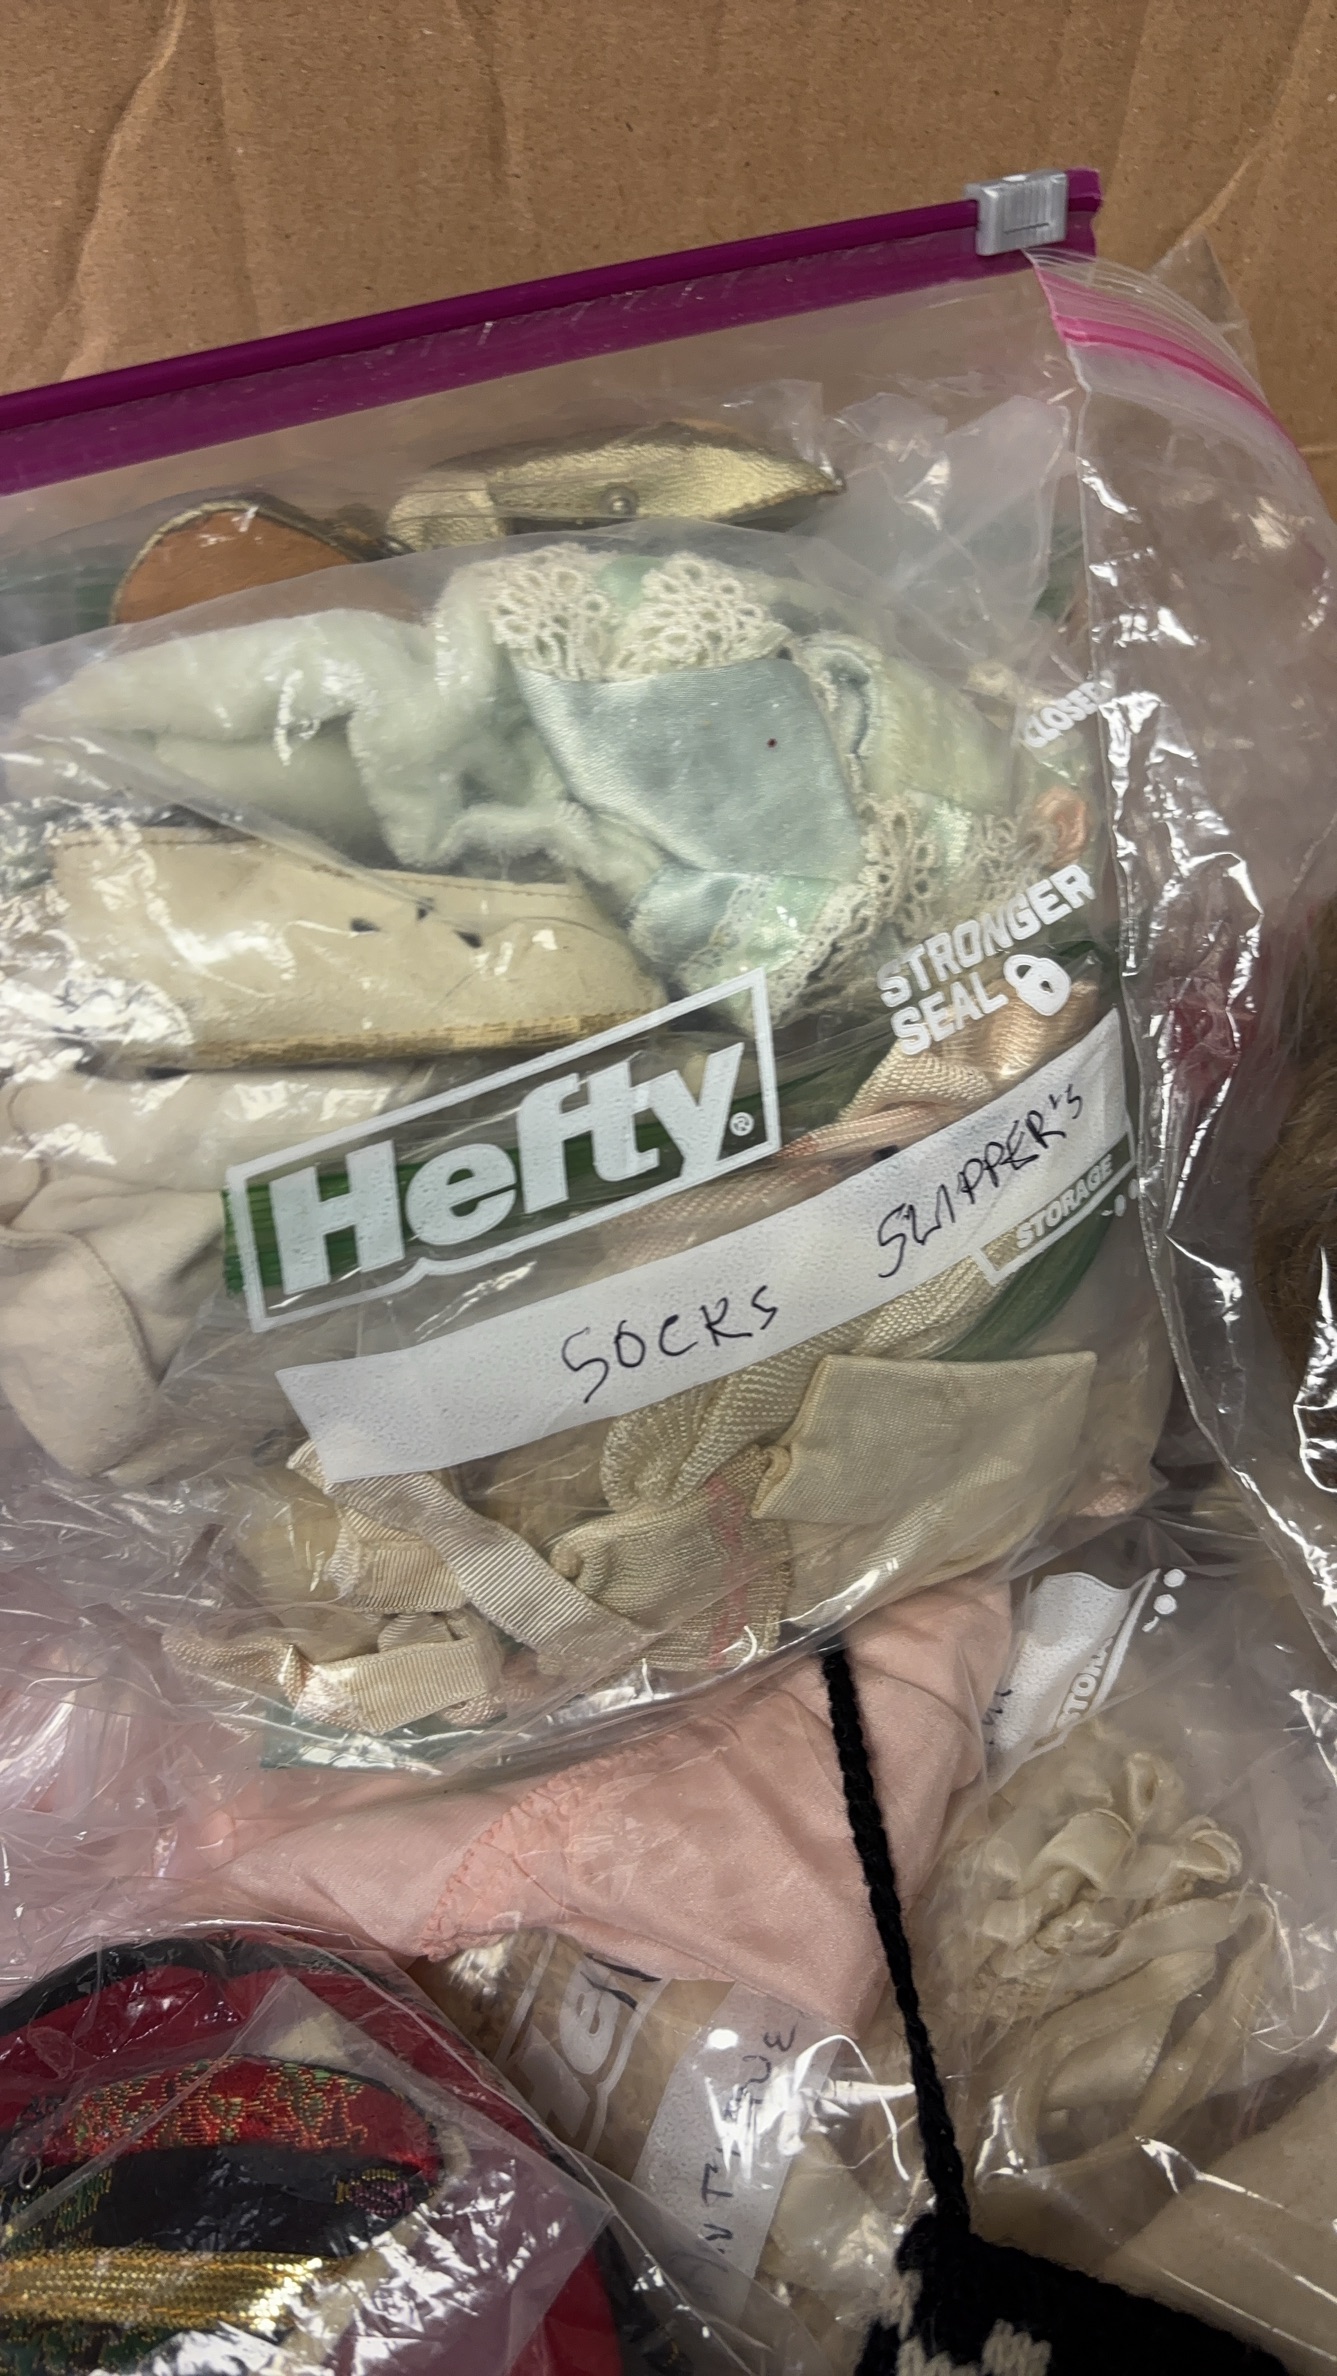 CLOSED
STRONGER
SEAL
Hefty®
SOCKS SLIPPER'S
STORAGE